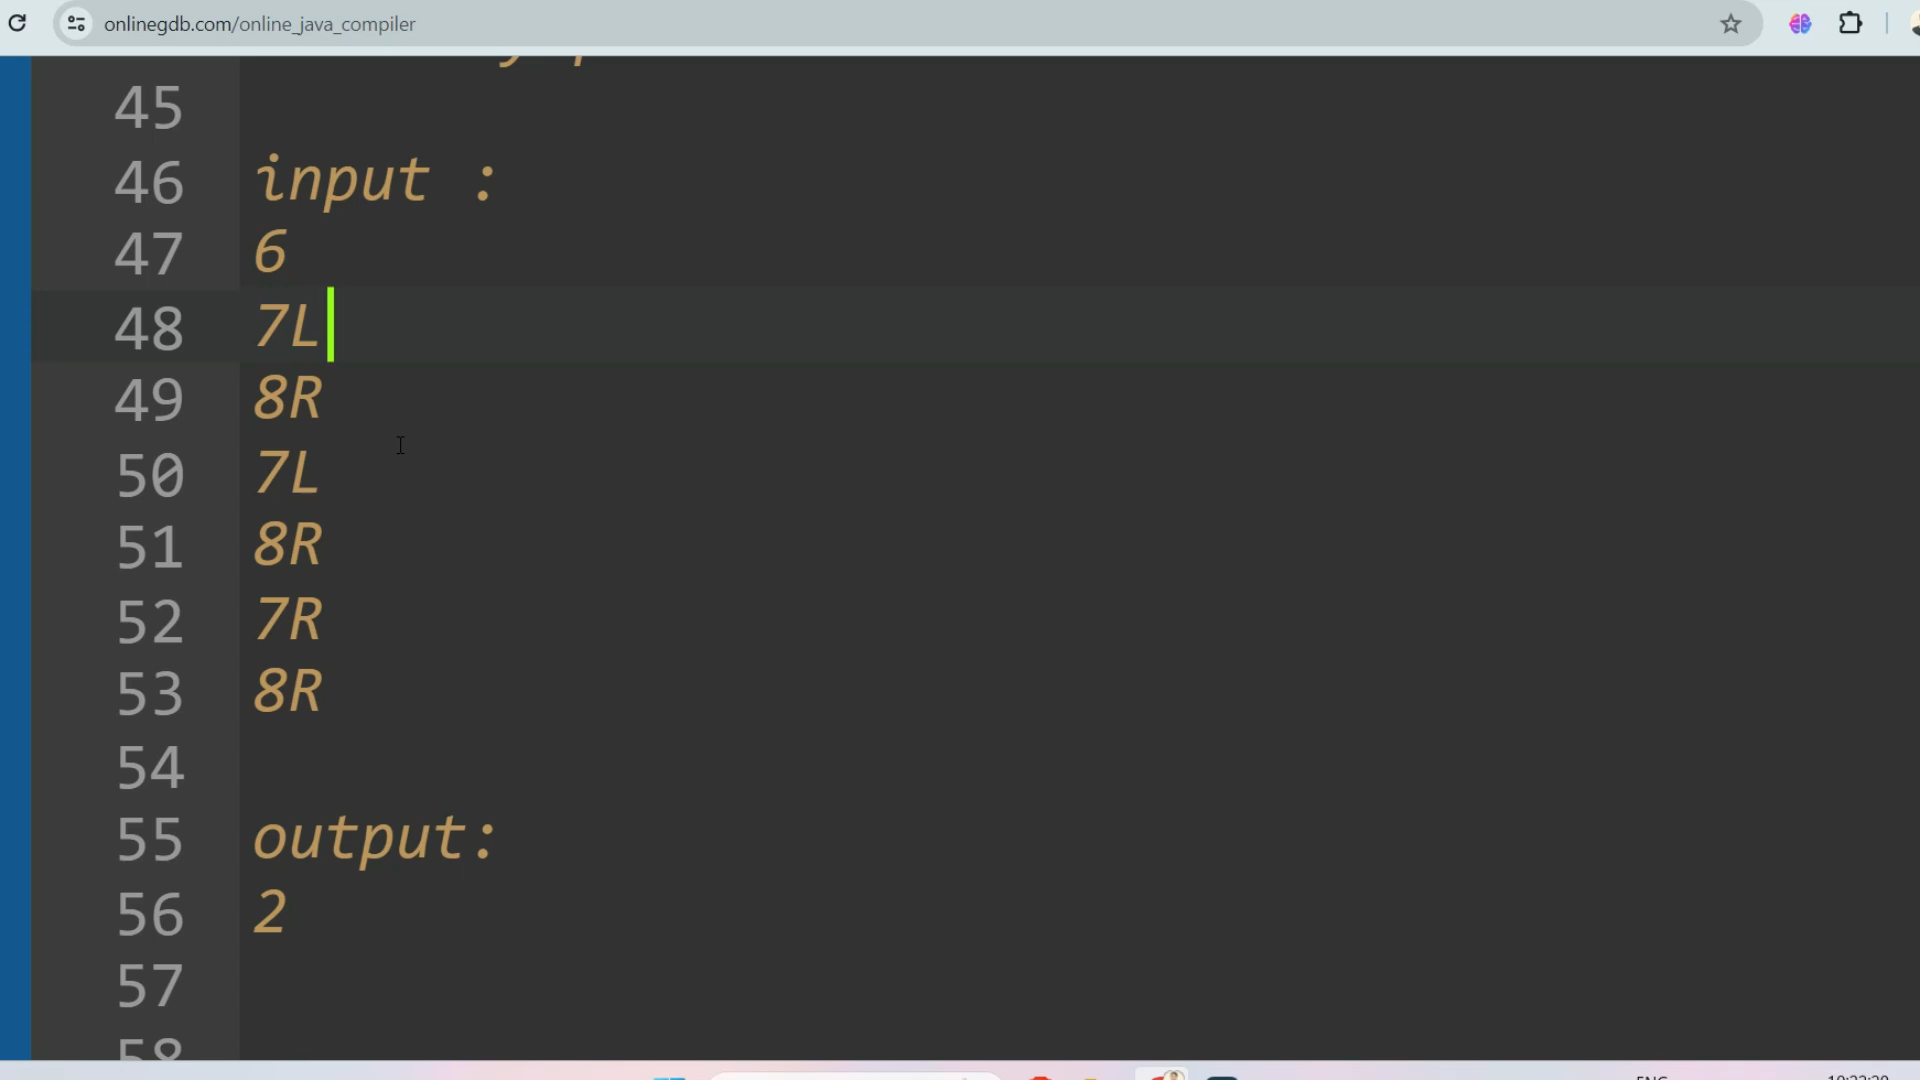 onlinegdb.com/online_java_compiler
45
46 input :
47 6
48 7L
49 8R
50 7L
51 8R
52 7R
53 8R
54
55 output:
56 2
57
58